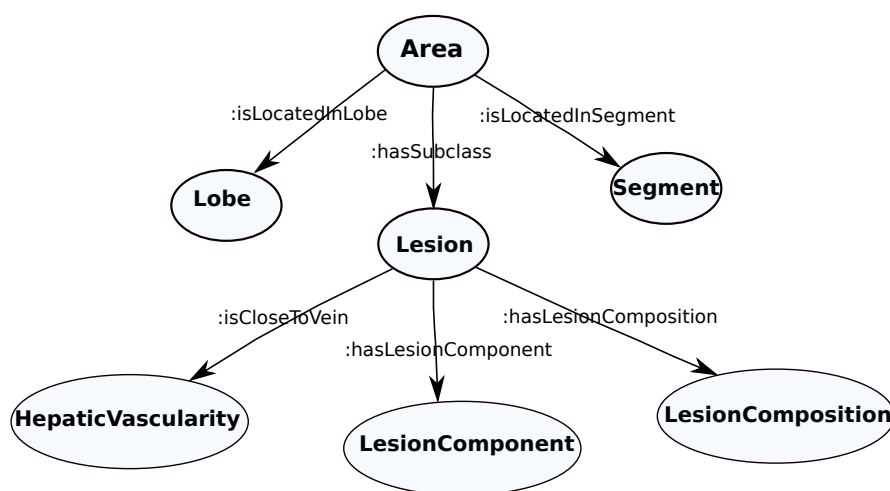 Area
:isLocatedInLobe
:isLocatedInSegment
:hasSubclass
Lobe
Segment
Lesion
:isCloseToVein
:hasLesionComposition
:hasLesionComponent
HepaticVascularity
LesionComponent
LesionComposition